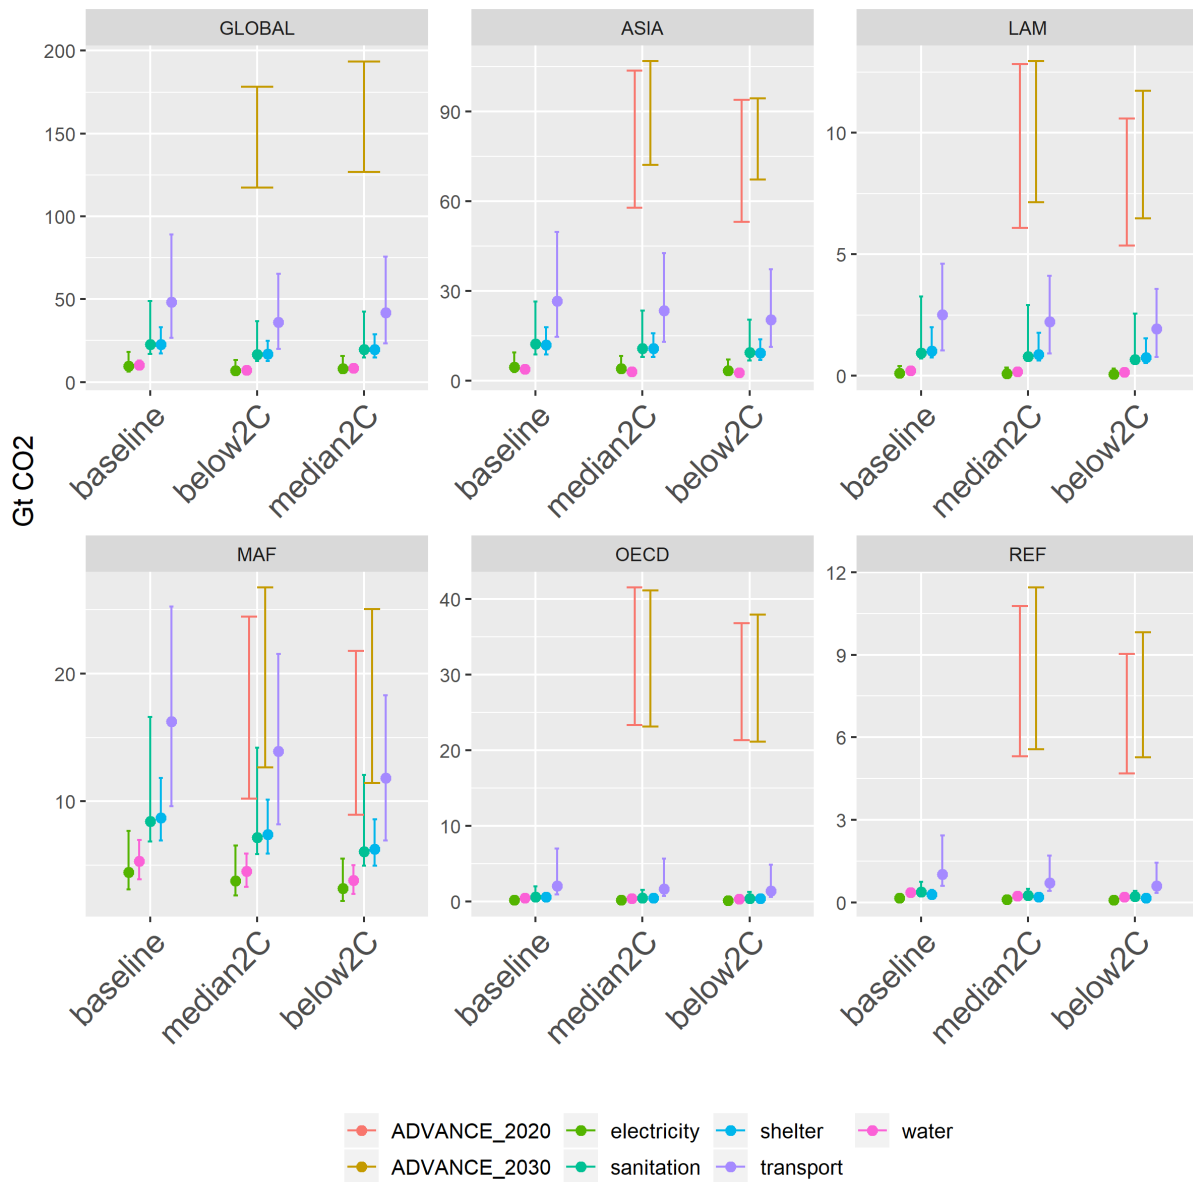 GLOBAL ASIA LAM
200 150 100 50 0
90 60 30 0
10 5 0
baseline below2C median2C
baseline median2C below2C
baseline median2C below2C
Gt CO2
MAF OECD REF
20 10
40 30 20 10 0
12 9 6 3 0
baseline median2C below2C
baseline median2C below2C
baseline median2C below2C
ADVANCE_2020 electricity shelter water
ADVANCE_2030 sanitation transport